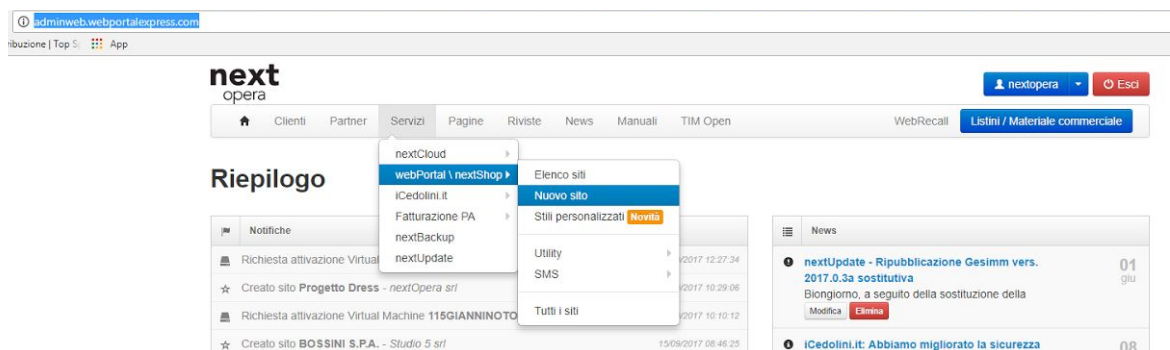 adminweb.webportalexpress.com
ribuzione | Top S App
next
opera
nextopera Esci
Clienti Partner Servizi Pagine Riviste News Manuali TIM Open WebRecall Listini / Materiale commerciale
nextCloud
webPortal \ nextShop
iCedolini.it
Fatturazione PA
nextBackup
nextUpdate
Elenco siti
Nuovo sito
Stili personalizzati Novità
Utility
SMS
Tutti i siti
Riepilogo
Notifiche
Richiesta attivazione Virtual /2017 12:27:34
Creato sito Progetto Dress - nextOpera srl /2017 10:29:06
Richiesta attivazione Virtual Machine 115GIANNINOTO /2017 10:10:12
Creato sito BOSSINI S.P.A. - Studio 5 srl 15/09/2017 08:46:25
News
nextUpdate - Ripubblicazione Gesimm vers. 01
2017.0.3a sostitutiva giu
Biongiorno, a seguito della sostituzione della
Modifica Elimina
iCedolini.it: Abbiamo migliorato la sicurezza 08